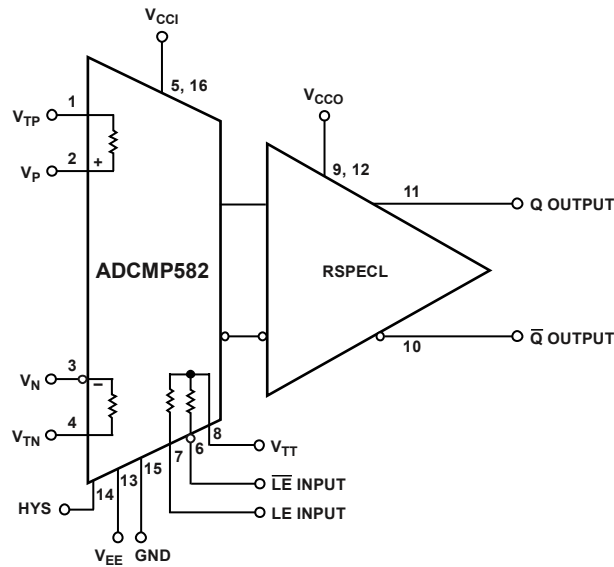 VCCI
5, 16
VTP
1
VP
2
+
VCCO
9, 12
11
Q OUTPUT
ADCMP582
RSPECL
10
Q̅ OUTPUT
VN
3
−
VTN
4
8
VTT
6
7
L̅E̅ INPUT
LE INPUT
15
13
14
HYS
VEE
GND